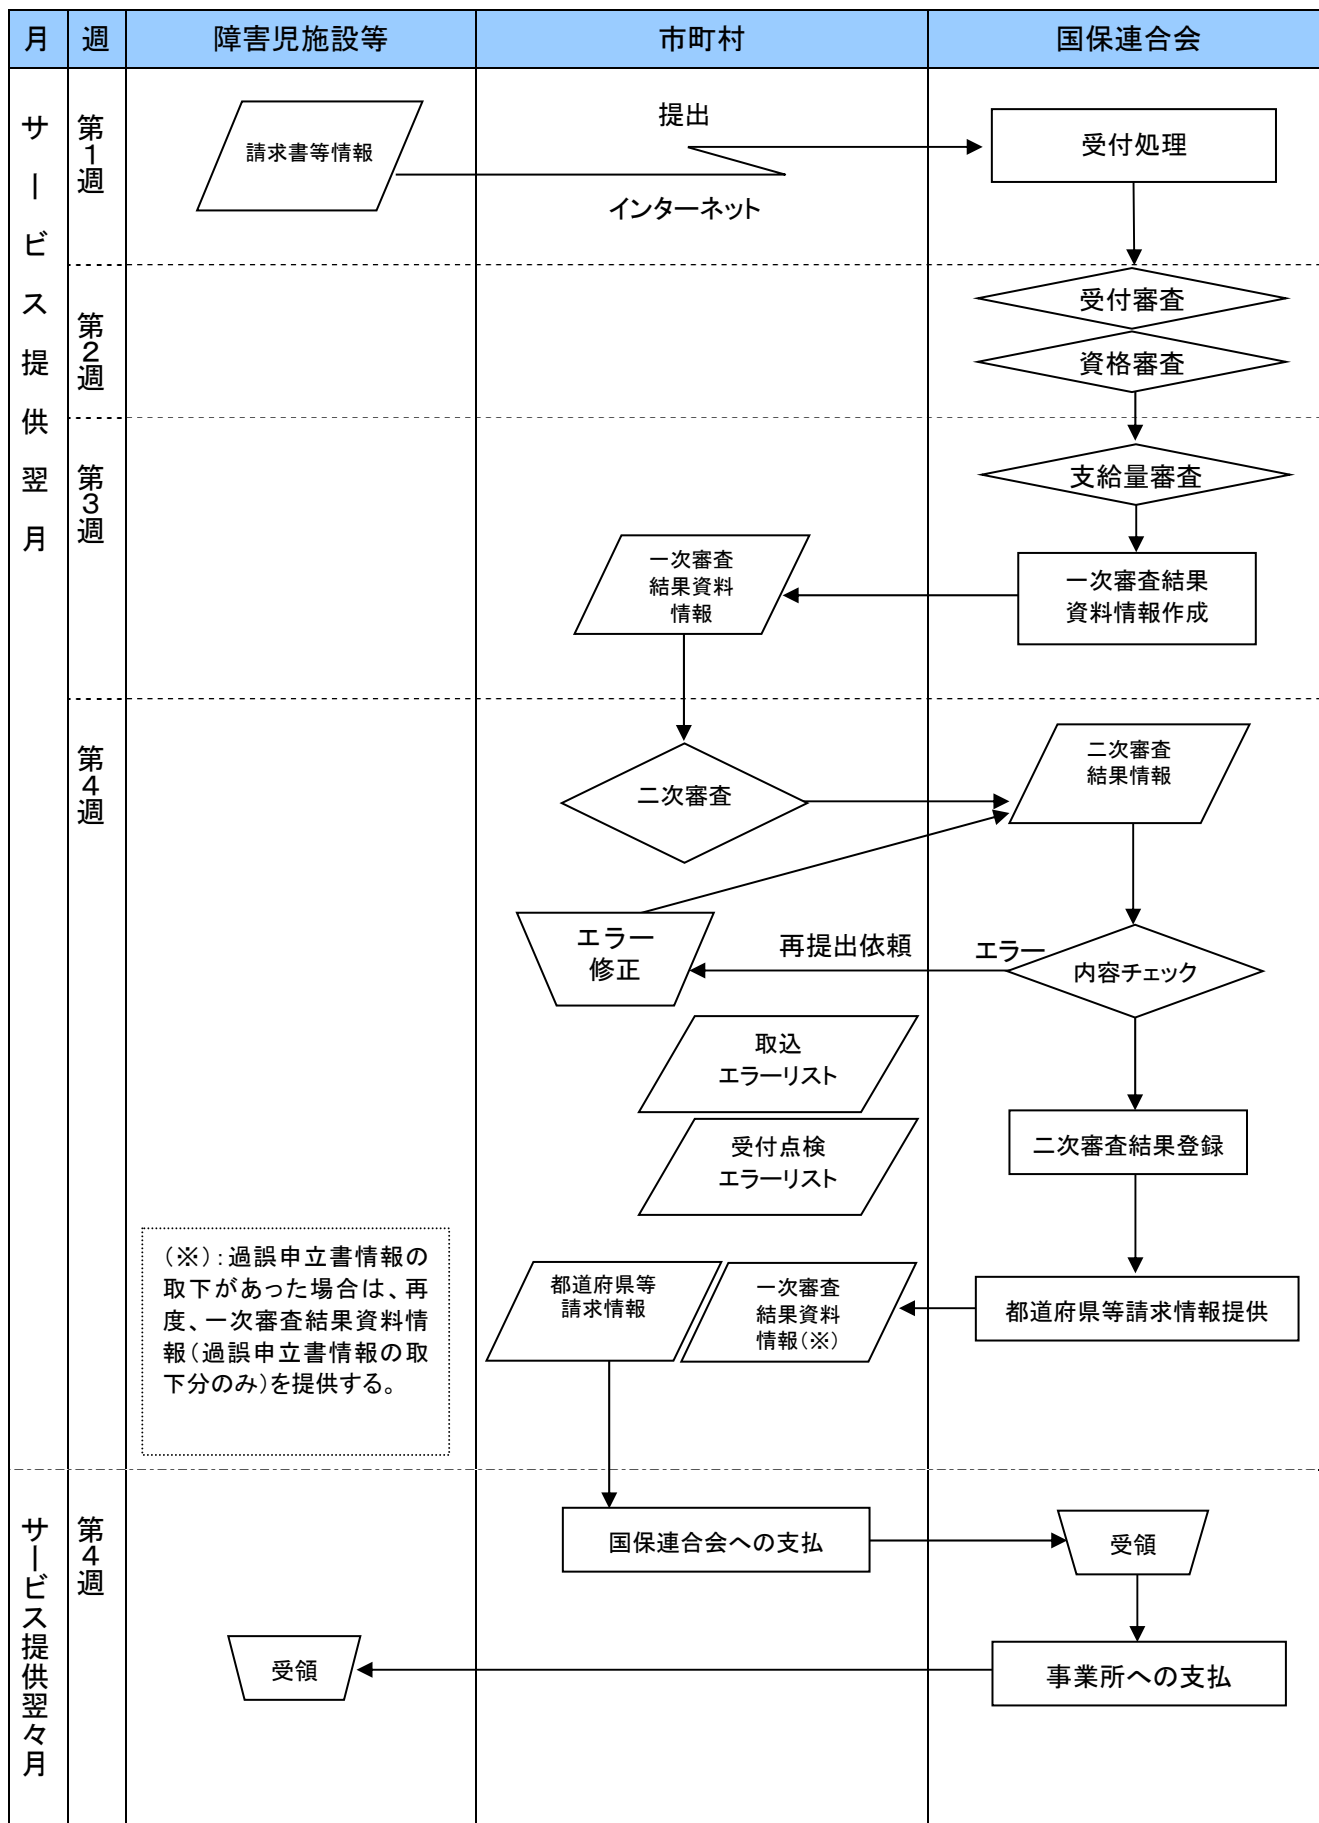 月 週 障害児施設等 市町村 国保連合会
サービス提供翌月
第1週
請求書等情報
提出
インターネット
受付処理
第2週
受付審査
資格審査
第3週
支給量審査
一次審査
結果資料
情報
一次審査結果
資料情報作成
第4週
二次審査
二次審査
結果情報
エラー
修正
再提出依頼
エラー
内容チェック
取込
エラーリスト
受付点検
エラーリスト
二次審査結果登録
(※):過誤申立書情報の
取下があった場合は、再
度、一次審査結果資料情
報(過誤申立書情報の取
下分のみ)を提供する。
都道府県等
請求情報
一次審査
結果資料
情報(※)
都道府県等請求情報提供
サービス提供翌々月
第4週
国保連合会への支払
受領
受領
事業所への支払